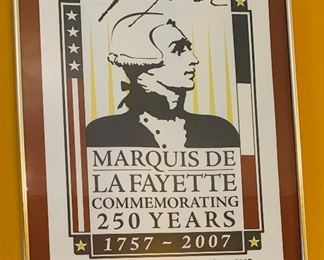 MARQUIS DE
LAFAYETTE
COMMEMORATING
250 YEARS
1757 ~ 2007